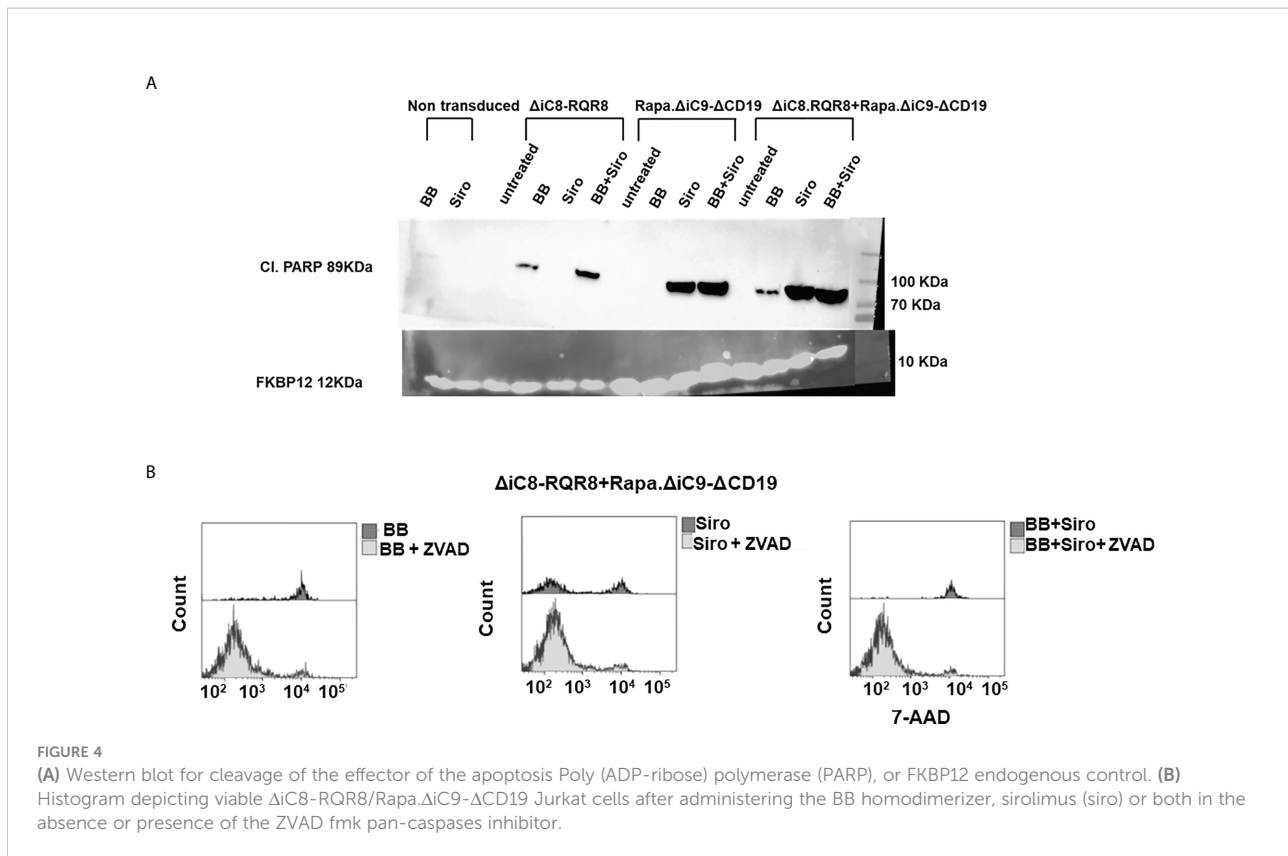 A
Non transduced ΔiC8-RQR8 Rapa.ΔiC9-ΔCD19 ΔiC8.RQR8+Rapa.ΔiC9-ΔCD19
BB Siro untreated BB Siro BB+Siro untreated BB Siro BB+Siro untreated BB Siro BB+Siro
Cl. PARP 89KDa
100 KDa
70 KDa
FKBP12 12KDa
10 KDa
B
ΔiC8-RQR8+Rapa.ΔiC9-ΔCD19
BB
BB + ZVAD
Count
10² 10³ 10⁴ 10⁵
Siro
Siro + ZVAD
Count
10² 10³ 10⁴ 10⁵
BB+Siro
BB+Siro+ ZVAD
Count
10² 10³ 10⁴ 10⁵
7-AAD
FIGURE 4
(A) Western blot for cleavage of the effector of the apoptosis Poly (ADP-ribose) polymerase (PARP), or FKBP12 endogenous control. (B)
Histogram depicting viable ΔiC8-RQR8/Rapa.ΔiC9-ΔCD19 Jurkat cells after administering the BB homodimerizer, sirolimus (siro) or both in the
absence or presence of the ZVAD fmk pan-caspases inhibitor.